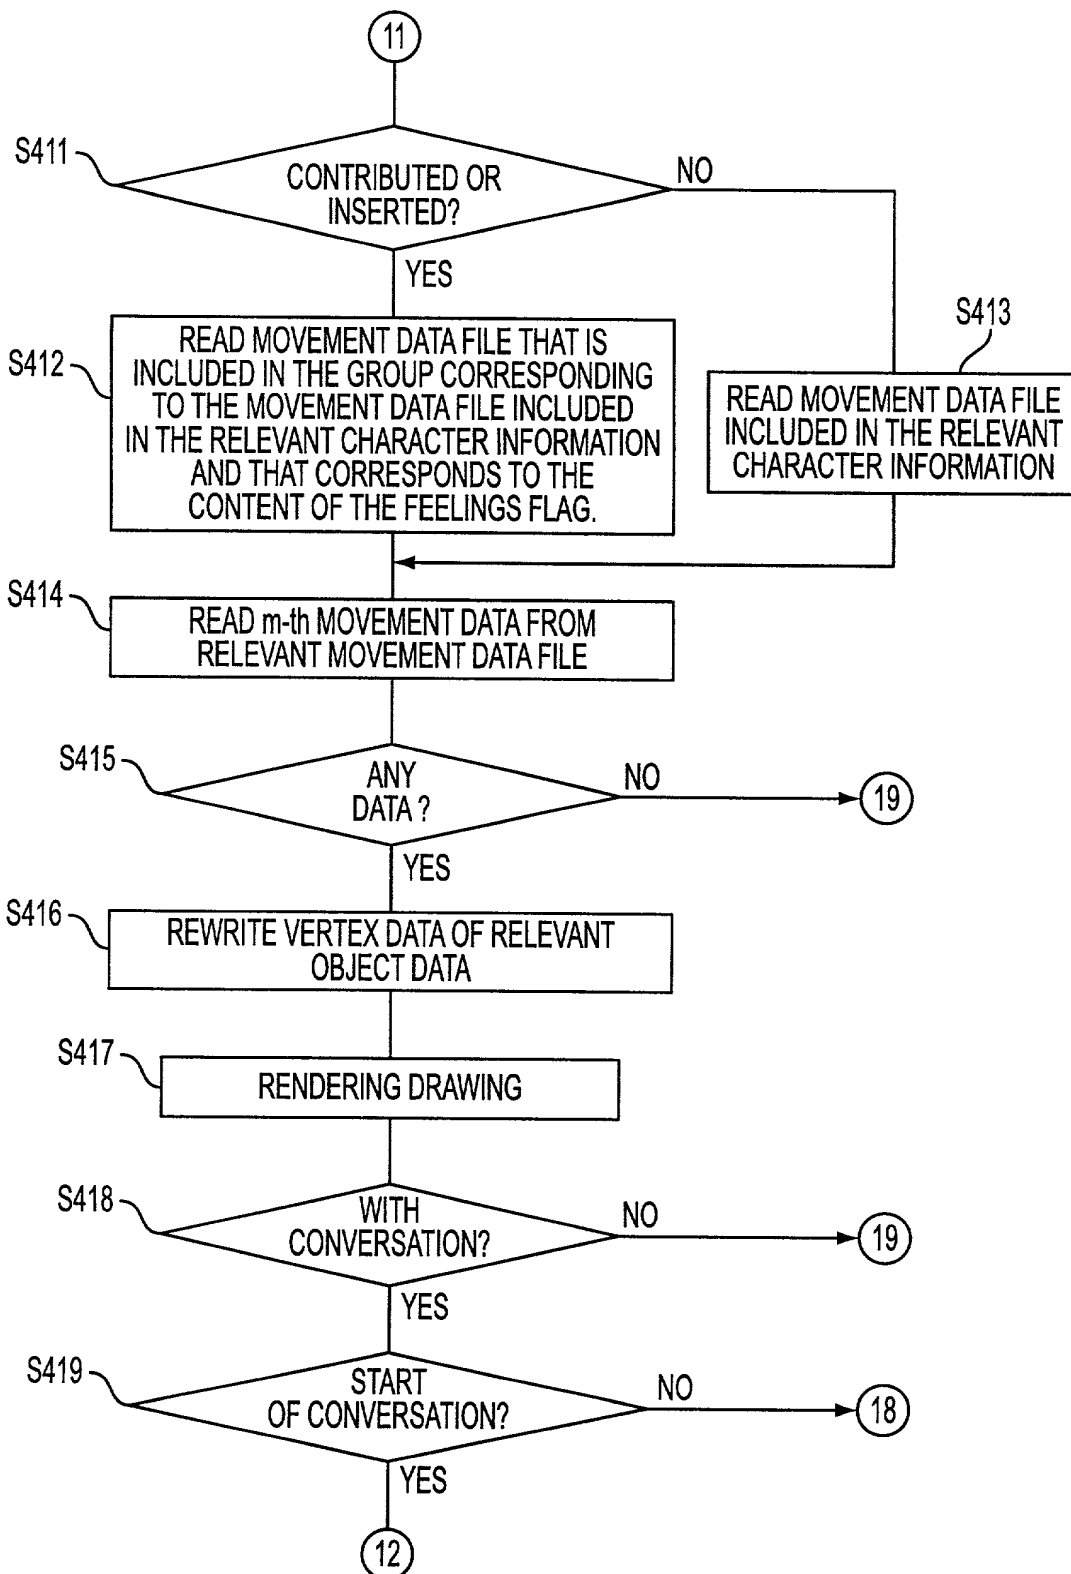 11
S411
CONTRIBUTED OR
INSERTED?
NO
YES
S412
READ MOVEMENT DATA FILE THAT IS
INCLUDED IN THE GROUP CORRESPONDING
TO THE MOVEMENT DATA FILE INCLUDED
IN THE RELEVANT CHARACTER INFORMATION
AND THAT CORRESPONDS TO THE
CONTENT OF THE FEELINGS FLAG.
S413
READ MOVEMENT DATA FILE
INCLUDED IN THE RELEVANT
CHARACTER INFORMATION
S414
READ m-th MOVEMENT DATA FROM
RELEVANT MOVEMENT DATA FILE
S415
ANY
DATA ?
NO
19
YES
S416
REWRITE VERTEX DATA OF RELEVANT
OBJECT DATA
S417
RENDERING DRAWING
S418
WITH
CONVERSATION?
NO
19
YES
S419
START
OF CONVERSATION?
NO
18
YES
12